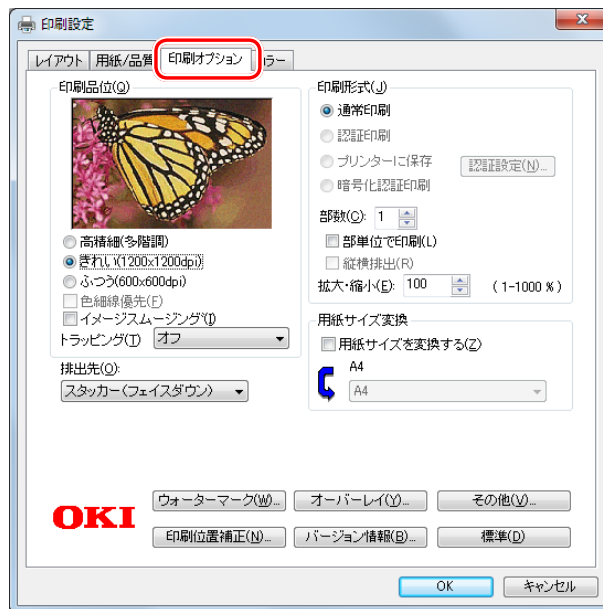 印刷設定
レイアウト 用紙/品質 印刷オプション カラー
印刷品位(Q)
高精細(多階調)
きれい(1200x1200dpi)
ふつう(600x600dpi)
色細線優先(F)
イメージスムージング(I)
トラッピング(T) オフ
排出先(O):
スタッカー(フェイスダウン)
印刷形式(J)
通常印刷
認証印刷
プリンターに保存
認証設定(N)...
暗号化認証印刷
部数(C): 1
部単位で印刷(L)
縦横排出(R)
拡大・縮小(E): 100 (1-1000 %)
用紙サイズ変換
用紙サイズを変換する(Z)
A4
A4
OKI
ウォーターマーク(W)... オーバーレイ(Y)... その他(V)...
印刷位置補正(N)... バージョン情報(B)... 標準(D)
OK キャンセル